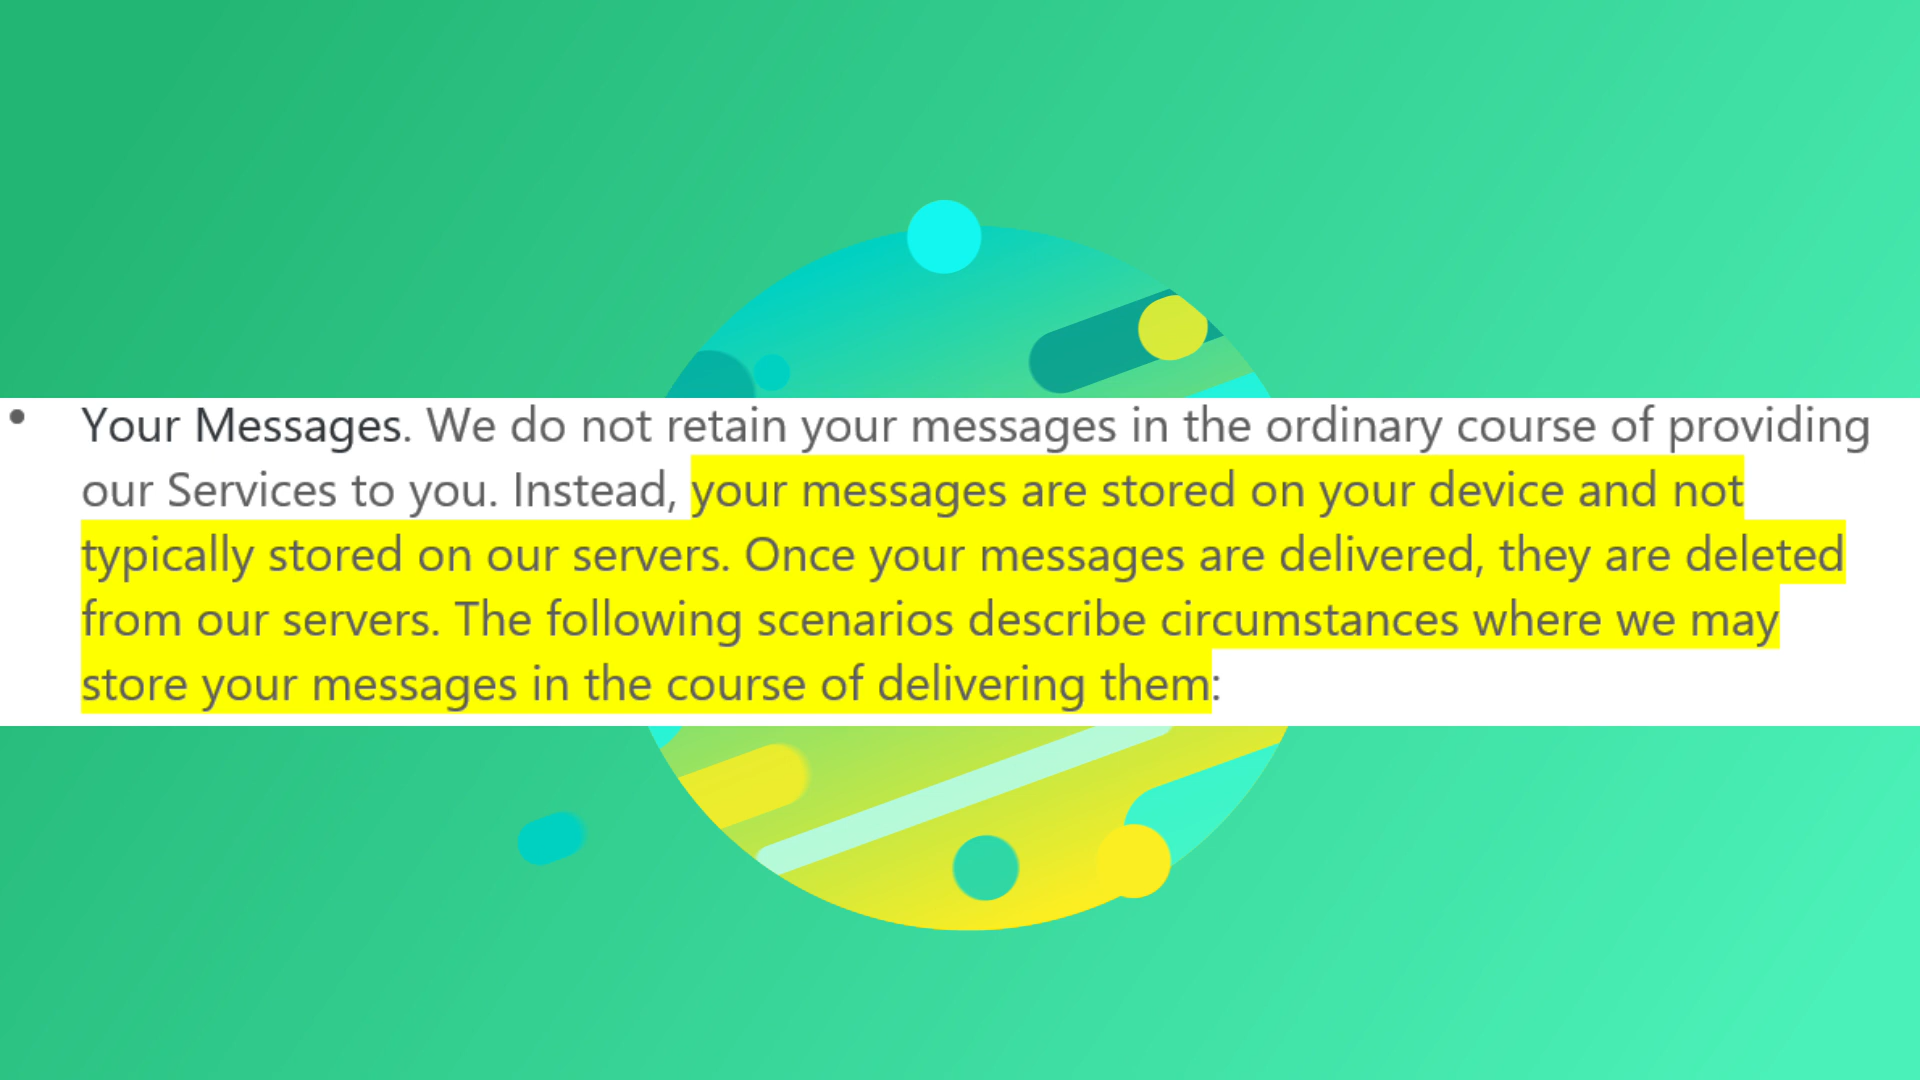 • Your Messages. We do not retain your messages in the ordinary course of providing
our Services to you. Instead, your messages are stored on your device and not
typically stored on our servers. Once your messages are delivered, they are deleted
from our servers. The following scenarios describe circumstances where we may
store your messages in the course of delivering them: